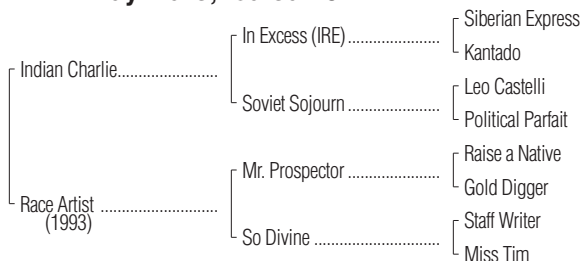 Siberian Express
In Excess (IRE)
Kantado
Indian Charlie
Leo Castelli
Soviet Sojourn
Political Parfait
Raise a Native
Mr. Prospector
Gold Digger
Race Artist
(1993)
Staff Writer
So Divine
Miss Tim